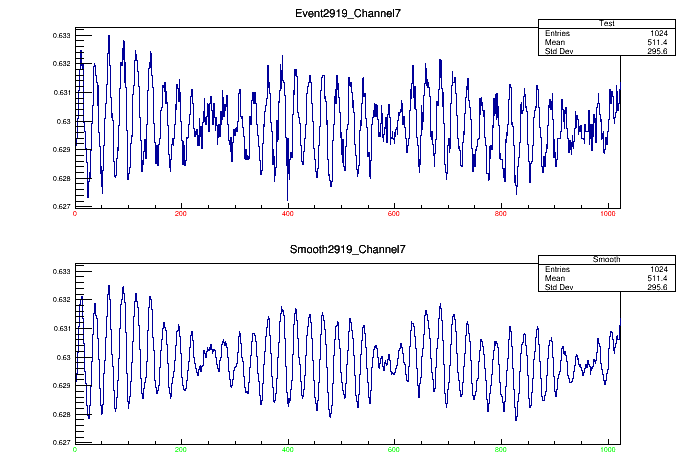 Event2919_Channel7
Test
Entries 1024
Mean 511.4
Std Dev 295.6
0.633
0.632
0.631
0.63
0.629
0.628
0.627
0 200 400 600 800 1000
Smooth2919_Channel7
Smooth
Entries 1024
Mean 511.4
Std Dev 295.6
0.633
0.632
0.631
0.63
0.629
0.628
0.627
0 200 400 600 800 1000